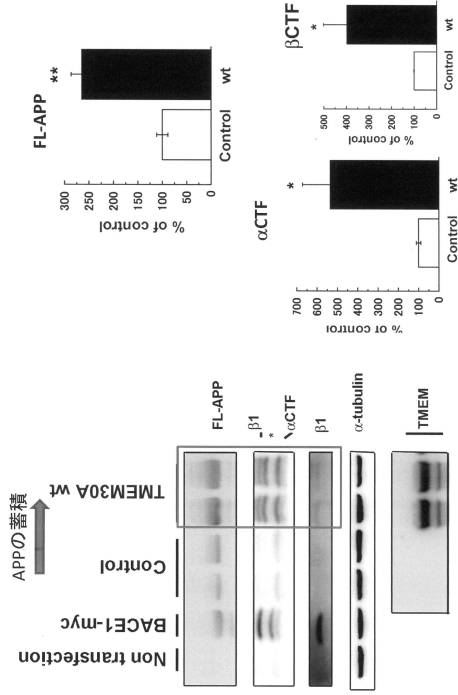 APPの蓄積
Non transfection
BACE1-myc
Control
TMEM30A wt
FL-APP
β1
*
αCTF
β1
α-tubulin
TMEM
FL-APP
% of control
300
250
200
150
100
50
0
**
Control
wt
αCTF
% of control
700
600
500
400
300
200
100
0
*
Control
wt
βCTF
% of control
500
400
300
200
100
0
*
Control
wt